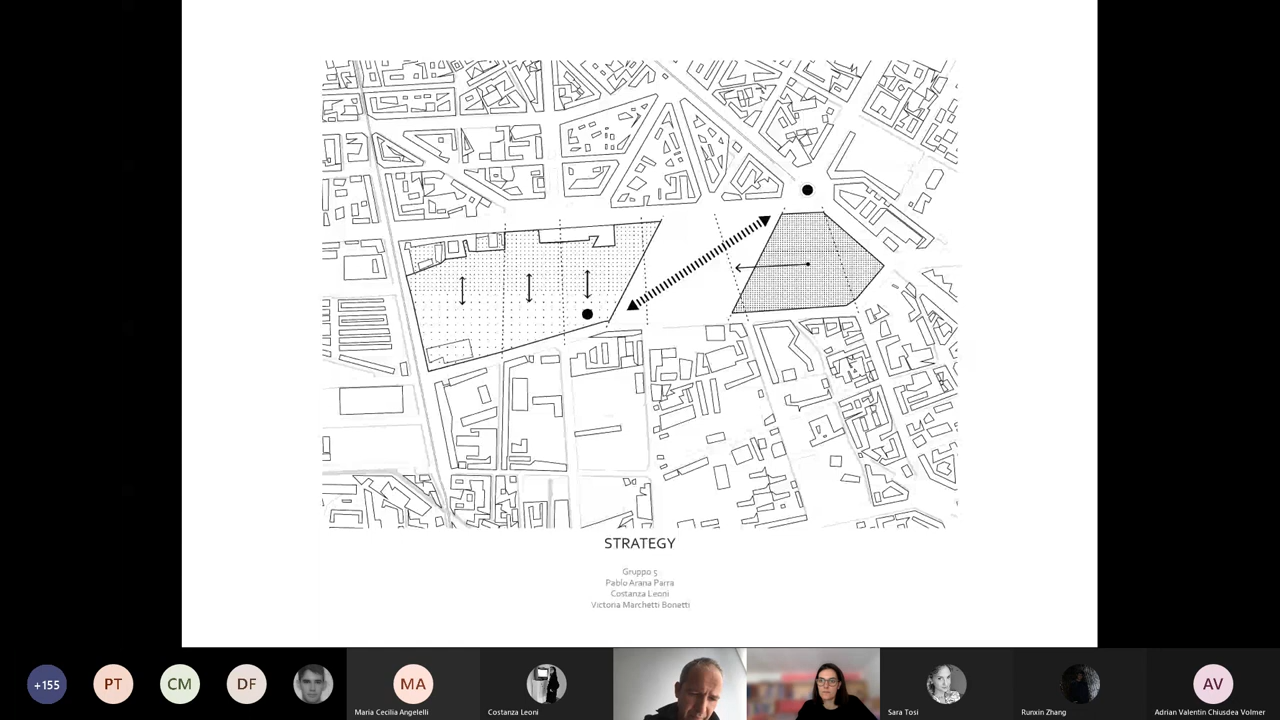 STRATEGY
Gruppo 5
Pablo Arana Parra
Costanza Leoni
Victoria Marchetti Bonetti
+155
PT
CM
DF
MA
Maria Cecilia Angelelli
Costanza Leoni
Sara Tosi
Runxin Zhang
AV
Adrian Valentin Chiusdea Volmer